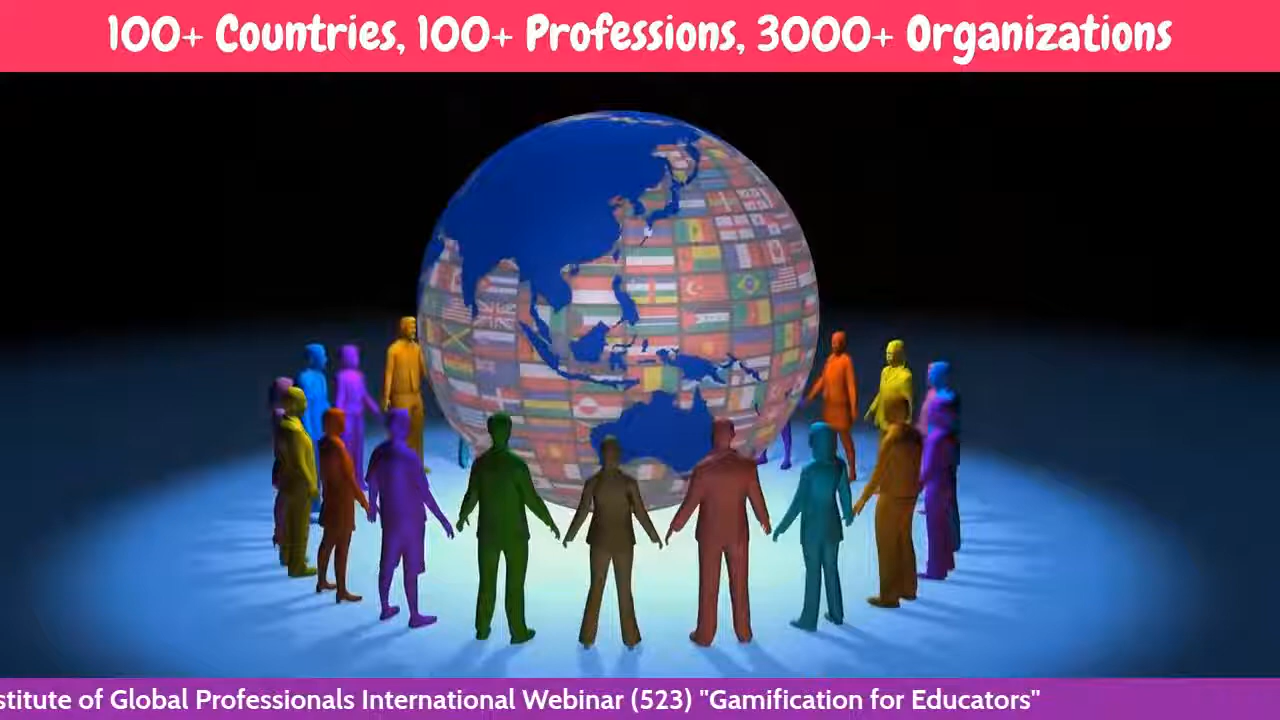 100+ Countries, 100+ Professions, 3000+ Organizations
stitute of Global Professionals International Webinar (523) "Gamification for Educators"